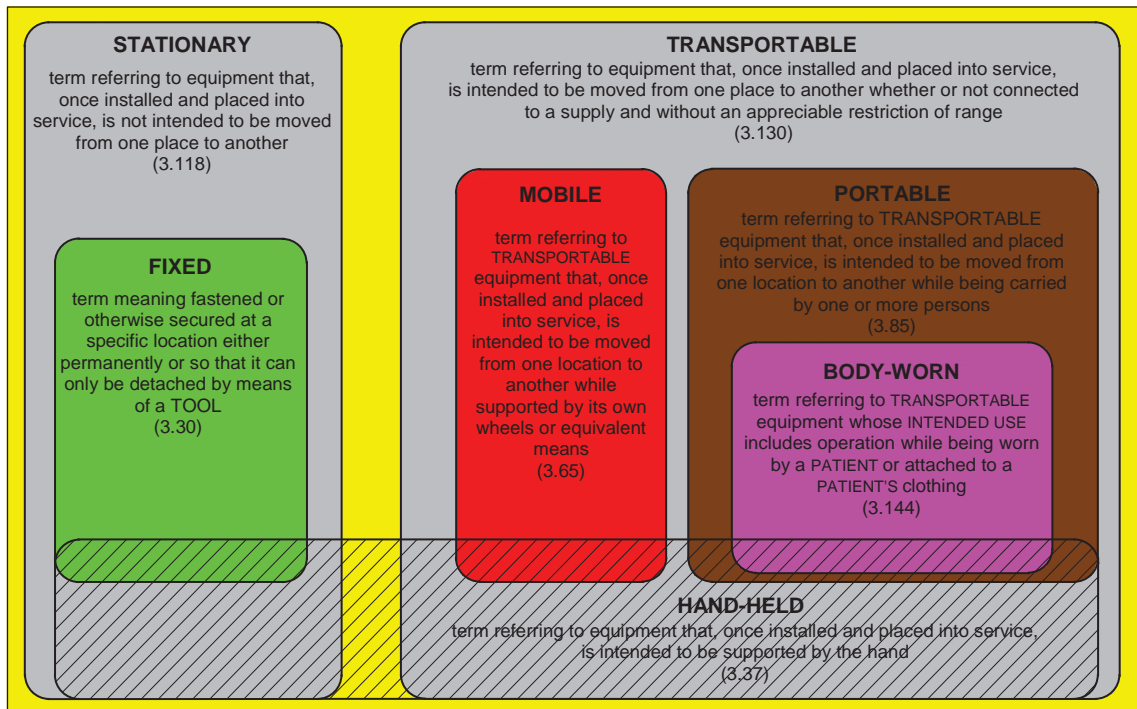 STATIONARY
term referring to equipment that,
once installed and placed into
service, is not intended to be moved
from one place to another
(3.118)
FIXED
term meaning fastened or
otherwise secured at a
specific location either
permanently or so that it can
only be detached by means
of a TOOL
(3.30)
TRANSPORTABLE
term referring to equipment that, once installed and placed into service,
is intended to be moved from one place to another whether or not connected
to a supply and without an appreciable restriction of range
(3.130)
MOBILE
term referring to
TRANSPORTABLE
equipment that, once
installed and placed
into service, is
intended to be moved
from one location to
another while
supported by its own
wheels or equivalent
means
(3.65)
PORTABLE
term referring to TRANSPORTABLE
equipment that, once installed and placed
into service, is intended to be moved from
one location to another while being carried
by one or more persons
(3.85)
BODY-WORN
term referring to TRANSPORTABLE
equipment whose INTENDED USE
includes operation while being worn
by a PATIENT or attached to a
PATIENT'S clothing
(3.144)
HAND-HELD
term referring to equipment that, once installed and placed into service,
is intended to be supported by the hand
(3.37)